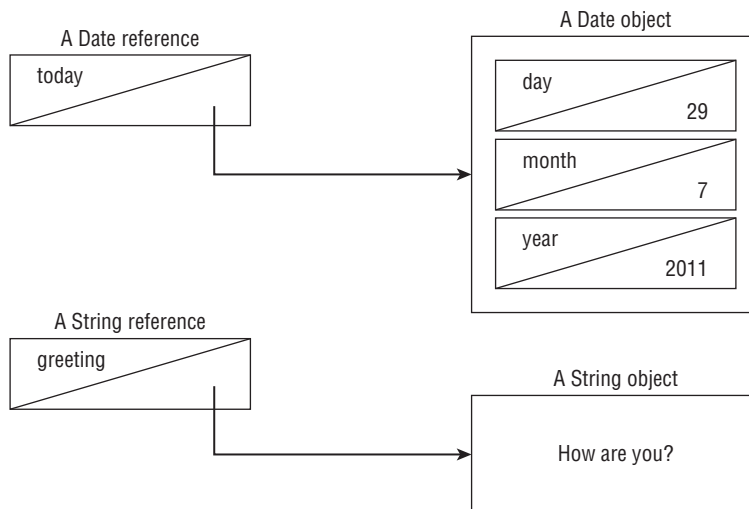 A Date reference
today
A Date object
day
29
month
7
year
2011
A String reference
greeting
A String object
How are you?